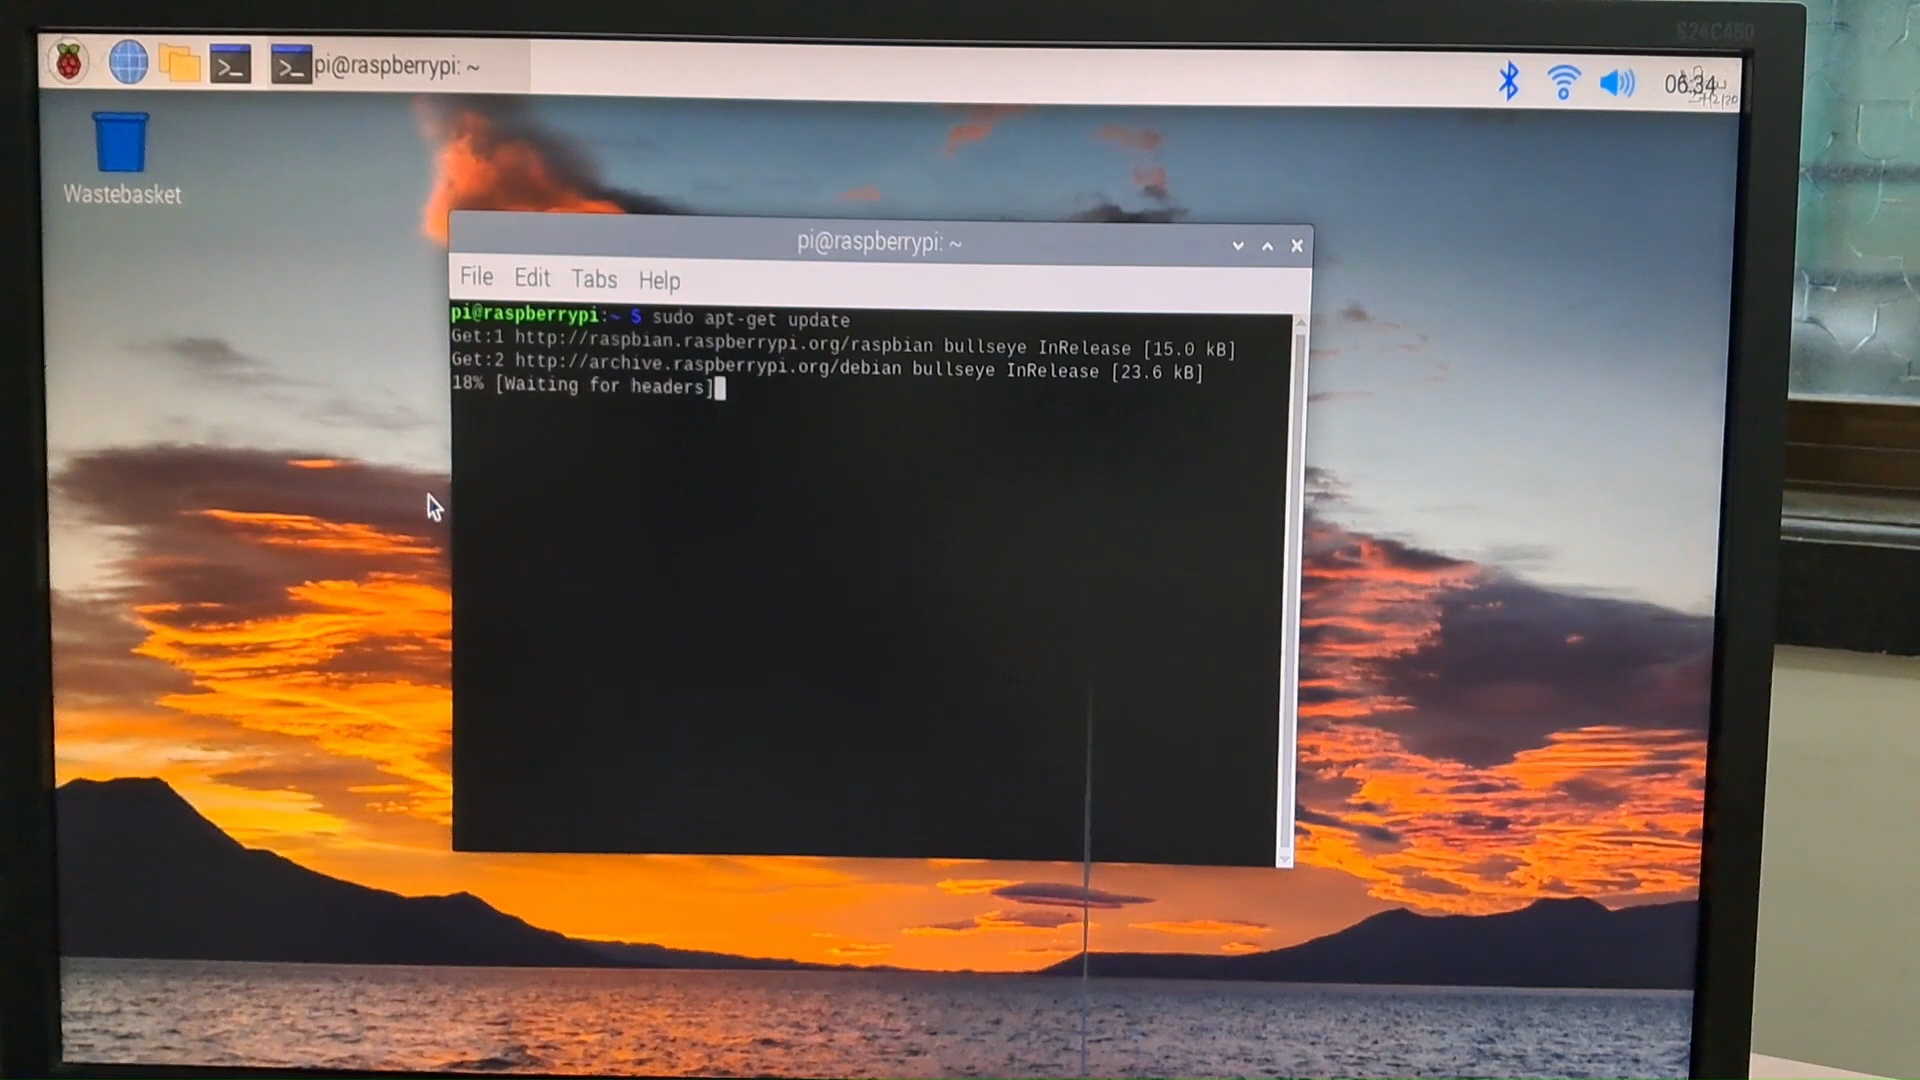 S24C450
pi@raspberrypi: ~
06:34
Wastebasket
pi@raspberrypi: ~
File Edit Tabs Help
pi@raspberrypi:~ $ sudo apt-get update
Get:1 http://raspbian.raspberrypi.org/raspbian bullseye InRelease [15.0 kB]
Get:2 http://archive.raspberrypi.org/debian bullseye InRelease [23.6 kB]
18% [Waiting for headers]